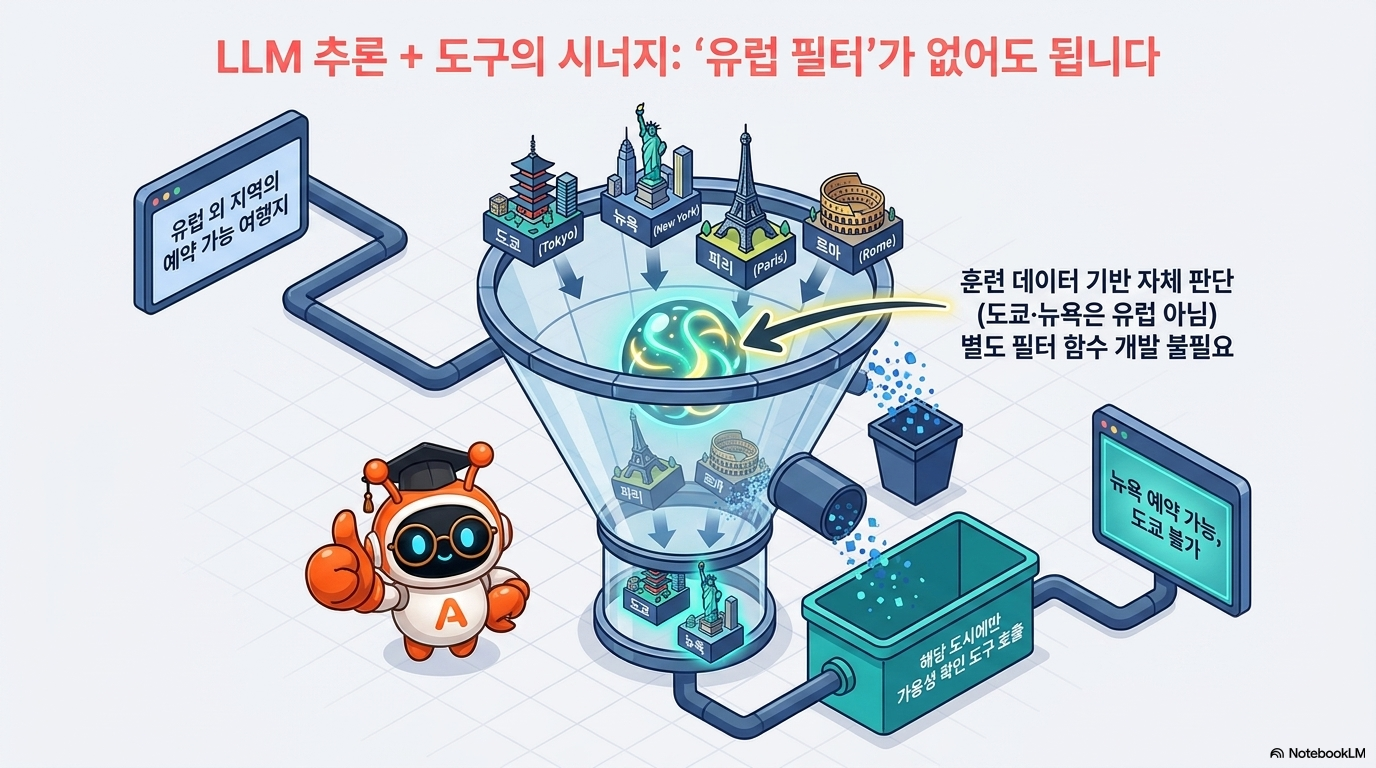 LLM 추론 + 도구의 시너지: ‘유럽 필터’가 없어도 됩니다
유럽 외 지역의
예약 가능 여행지
도쿄 (Tokyo)
뉴욕 (New York)
파리 (Paris)
로마 (Rome)
훈련 데이터 기반 자체 판단
(도쿄·뉴욕은 유럽 아님)
별도 필터 함수 개발 불필요
파리
도쿄
뉴욕
A
해당 도시에만
가용성 확인 도구 호출
뉴욕 예약 가능,
도쿄 불가
NotebookLM